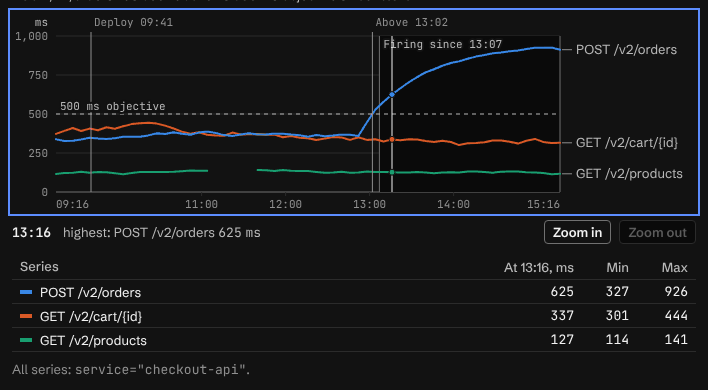 ms Deploy 09:41 Above 13:02
1,000 Firing since 13:07
POST /v2/orders
750
500 ms objective
500
GET /v2/cart/{id}
250
GET /v2/products
0
09:16 11:00 12:00 13:00 14:00 15:16
13:16 highest: POST /v2/orders 625 ms Zoom in Zoom out
Series At 13:16, ms Min Max
POST /v2/orders 625 327 926
GET /v2/cart/{id} 337 301 444
GET /v2/products 127 114 141
All series: service="checkout-api".